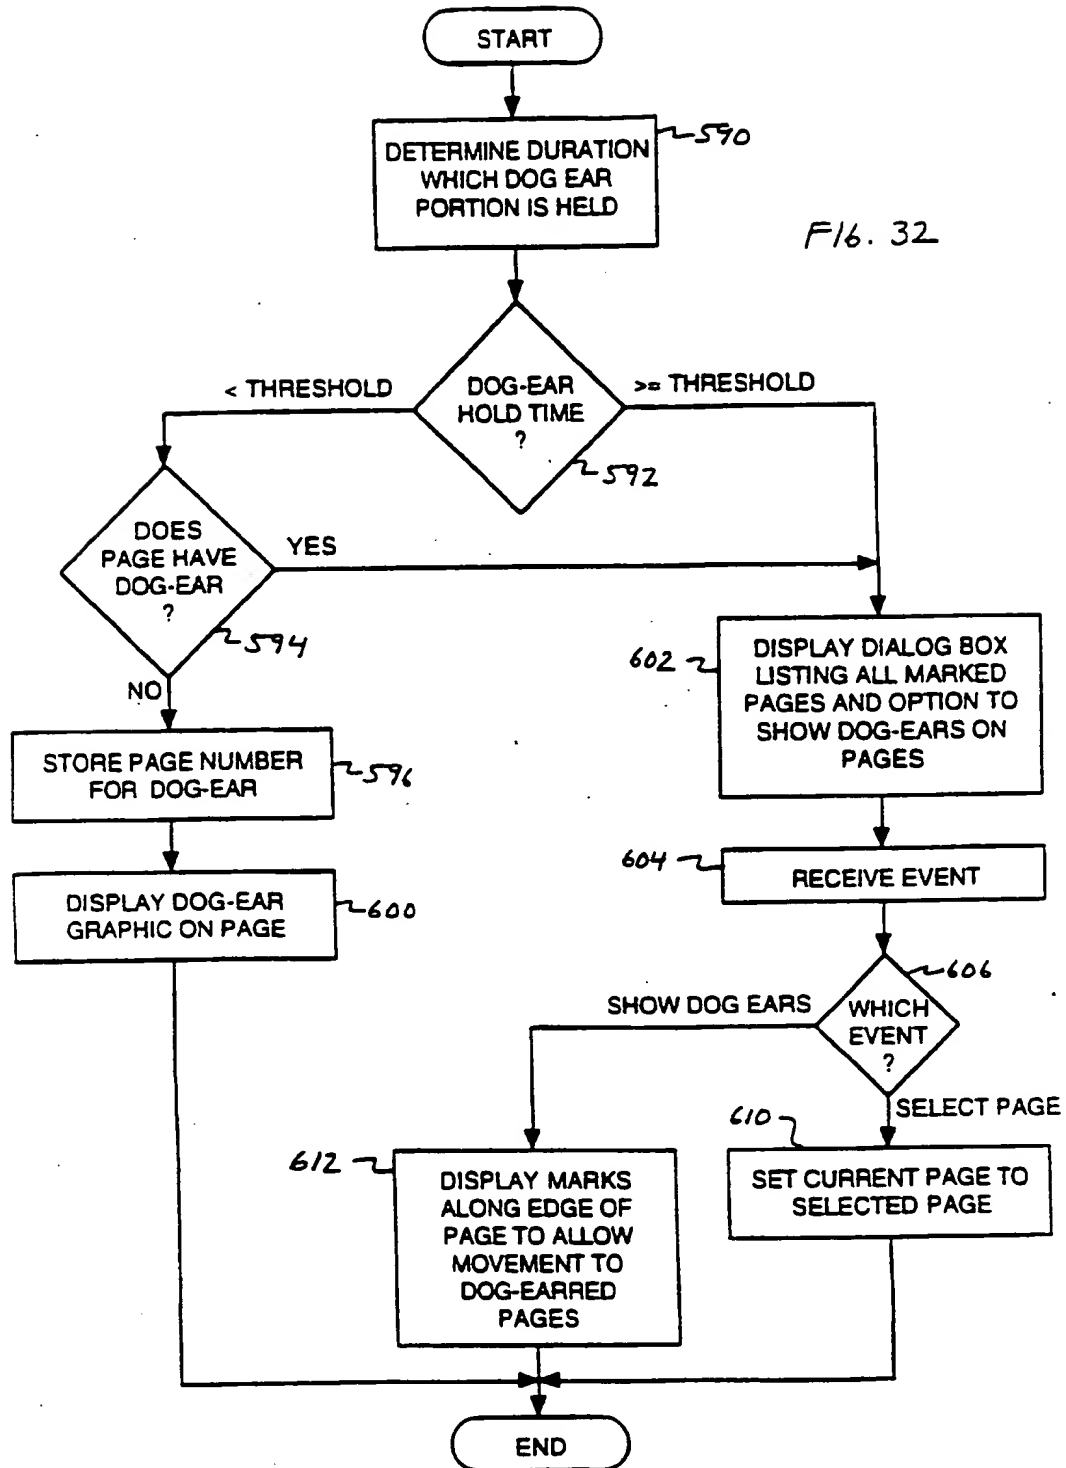 START
DETERMINE DURATION
WHICH DOG EAR
PORTION IS HELD
590
FIG. 32
DOG-EAR
HOLD TIME
?
592
< THRESHOLD
>= THRESHOLD
DOES
PAGE HAVE
DOG-EAR
?
594
YES
NO
STORE PAGE NUMBER
FOR DOG-EAR
596
DISPLAY DOG-EAR
GRAPHIC ON PAGE
600
602
DISPLAY DIALOG BOX
LISTING ALL MARKED
PAGES AND OPTION TO
SHOW DOG-EARS ON
PAGES
604
RECEIVE EVENT
606
WHICH
EVENT
?
SHOW DOG EARS
SELECT PAGE
610
SET CURRENT PAGE TO
SELECTED PAGE
612
DISPLAY MARKS
ALONG EDGE OF
PAGE TO ALLOW
MOVEMENT TO
DOG-EARRED
PAGES
END